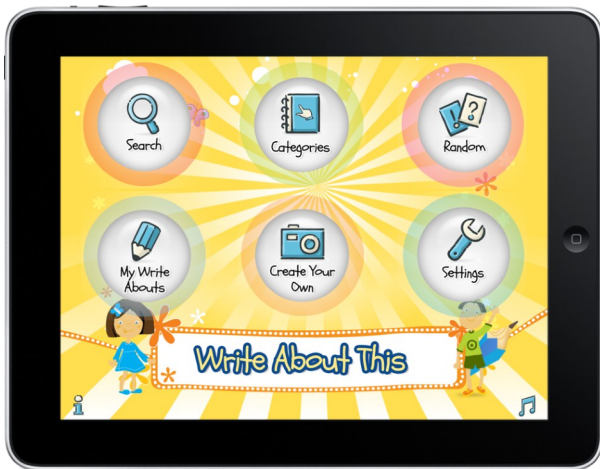 Search
Categories
Random
My Write
Abouts
Create Your
Own
Settings
Write About This